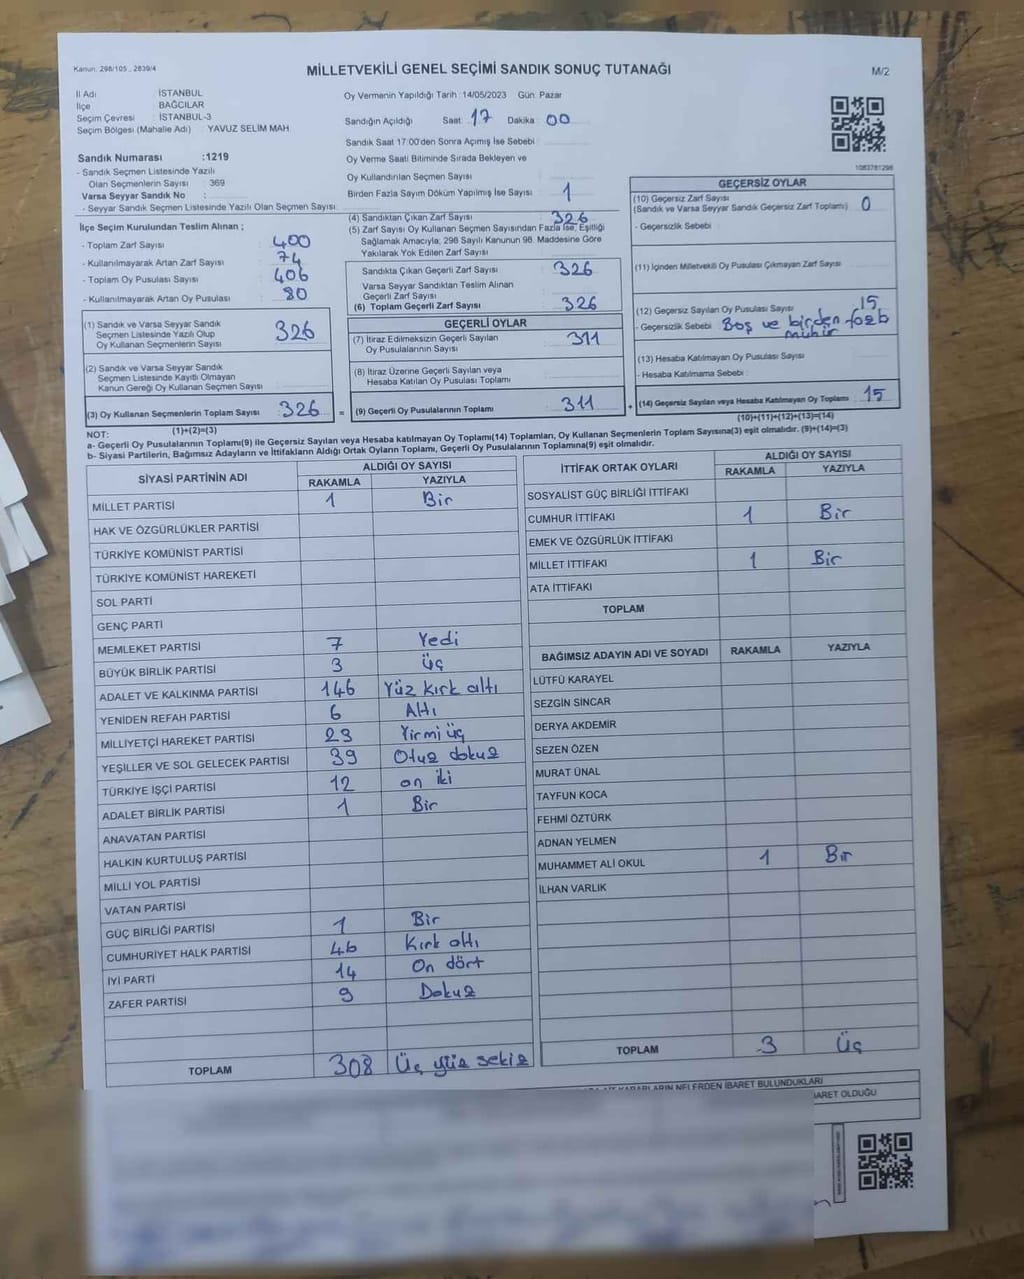 Kanun: 298/105 , 2839/4
MİLLETVEKİLİ GENEL SEÇİMİ SANDIK SONUÇ TUTANAĞI
M/2
İl Adı İSTANBUL
İlçe BAĞCILAR
Seçim Çevresi : İSTANBUL-3
Seçim Bölgesi (Mahalle Adı) : YAVUZ SELİM MAH.
Sandık Numarası :1219
- Sandık Seçmen Listesinde Yazılı
Olan Seçmenlerin Sayısı : 369
Varsa Seyyar Sandık No :
- Seyyar Sandık Seçmen Listesinde Yazılı Olan Seçmen Sayısı:
İlçe Seçim Kurulundan Teslim Alınan ;
- Toplam Zarf Sayısı : 400
- Kullanılmayarak Artan Zarf Sayısı : 74
- Toplam Oy Pusulası Sayısı : 406
- Kullanılmayarak Artan Oy Pusulası : 80
(1) Sandık ve Varsa Seyyar Sandık
Seçmen Listesinde Yazılı Olup
Oy Kullanan Seçmenlerin Sayısı : 326
(2) Sandık ve Varsa Seyyar Sandık
Seçmen Listesinde Kayıtlı Olmayan
Kanun Gereği Oy Kullanan Seçmen Sayısı :
(3) Oy Kullanan Seçmenlerin Toplam Sayısı : 326
(1)+(2)=(3)
Oy Vermenin Yapıldığı Tarih :14/05/2023 Gün: Pazar
Sandığın Açıldığı Saat: 17 Dakika: 00
Sandık Saat 17:00'den Sonra Açımış İse Sebebi :
Oy Verme Saati Bitiminde Sırada Bekleyen ve
Oy Kullandırılan Seçmen Sayısı :
Birden Fazla Sayım Döküm Yapılmış İse Sayısı : 1
(4) Sandıktan Çıkan Zarf Sayısı : 326
(5) Zarf Sayısı Oy Kullanan Seçmen Sayısından Fazla İse, Eşitliği
Sağlamak Amacıyla, 298 Sayılı Kanunun 98. Maddesine Göre
Yakılarak Yok Edilen Zarf Sayısı :
Sandıkta Çıkan Geçerli Zarf Sayısı : 326
Varsa Seyyar Sandıktan Teslim Alınan
Geçerli Zarf Sayısı :
(6) Toplam Geçerli Zarf Sayısı : 326
GEÇERLİ OYLAR
(7) İtiraz Edilmeksizin Geçerli Sayılan
Oy Pusulalarının Sayısı : 311
(8) İtiraz Üzerine Geçerli Sayılan veya
Hesaba Katılan Oy Pusulası Toplamı :
= (9) Geçerli Oy Pusulalarının Toplamı : 311
1083781298
GEÇERSİZ OYLAR
(10) Geçersiz Zarf Sayısı
(Sandık ve Varsa Seyyar Sandık Geçersiz Zarf Toplamı) : 0
- Geçersizlik Sebebi :
(11) İçinden Milletvekili Oy Pusulası Çıkmayan Zarf Sayısı :
(12) Geçersiz Sayılan Oy Pusulası Sayısı : 15
- Geçersizlik Sebebi : Boş ve birden fazla
mühür
(13) Hesaba Katılmayan Oy Pusulası Sayısı :
- Hesaba Katılmama Sebebi :
+ (14) Geçersiz Sayılan veya Hesaba Katılmayan Oy Toplamı : 15
(10)+(11)+(12)+(13)=(14)
NOT:
a- Geçerli Oy Pusulalarının Toplamı(9) ile Geçersiz Sayılan veya Hesaba katılmayan Oy Toplamı(14) Toplamları, Oy Kullanan Seçmenlerin Toplam Sayısına(3) eşit olmalıdır. (9)+(14)=(3)
b- Siyasi Partilerin, Bağımsız Adayların ve İttifakların Aldığı Ortak Oyların Toplamı, Geçerli Oy Pusulalarının Toplamına(9) eşit olmalıdır.
SİYASİ PARTİNİN ADI ALDIĞI OY SAYISI
RAKAMLA YAZIYLA
MİLLET PARTİSİ 1 Bir
HAK VE ÖZGÜRLÜKLER PARTİSİ
TÜRKİYE KOMÜNİST PARTİSİ
TÜRKİYE KOMÜNİST HAREKETİ
SOL PARTİ
GENÇ PARTİ
MEMLEKET PARTİSİ 7 Yedi
BÜYÜK BİRLİK PARTİSİ 3 üç
ADALET VE KALKINMA PARTİSİ 146 Yüz kırk altı
YENİDEN REFAH PARTİSİ 6 Altı
MİLLİYETÇİ HAREKET PARTİSİ 23 Yirmi üç
YEŞİLLER VE SOL GELECEK PARTİSİ 39 Otuz dokuz
TÜRKİYE İŞÇİ PARTİSİ 12 on iki
ADALET BİRLİK PARTİSİ 1 Bir
ANAVATAN PARTİSİ
HALKIN KURTULUŞ PARTİSİ
MİLLİ YOL PARTİSİ
VATAN PARTİSİ
GÜÇ BİRLİĞİ PARTİSİ 1 Bir
CUMHURİYET HALK PARTİSİ 46 Kırk altı
İYİ PARTİ 14 On dört
ZAFER PARTİSİ 9 Dokuz
TOPLAM 308 Üç yüz sekiz
İTTİFAK ORTAK OYLARI ALDIĞI OY SAYISI
RAKAMLA YAZIYLA
SOSYALİST GÜÇ BİRLİĞİ İTTİFAKI
CUMHUR İTTİFAKI 1 Bir
EMEK VE ÖZGÜRLÜK İTTİFAKI
MİLLET İTTİFAKI 1 Bir
ATA İTTİFAKI
TOPLAM
BAĞIMSIZ ADAYIN ADI VE SOYADI RAKAMLA YAZIYLA
LÜTFÜ KARAYEL
SEZGİN SİNCAR
DERYA AKDEMİR
SEZEN ÖZEN
MURAT ÜNAL
TAYFUN KOCA
FEHMİ ÖZTÜRK
ADNAN YELMEN
MUHAMMET ALİ OKUL 1 Bir
İLHAN VARLIK
TOPLAM 3 Üç
KARARLARIN NELERDEN İBARET BULUNDUKLARI
İBARET OLDUĞU